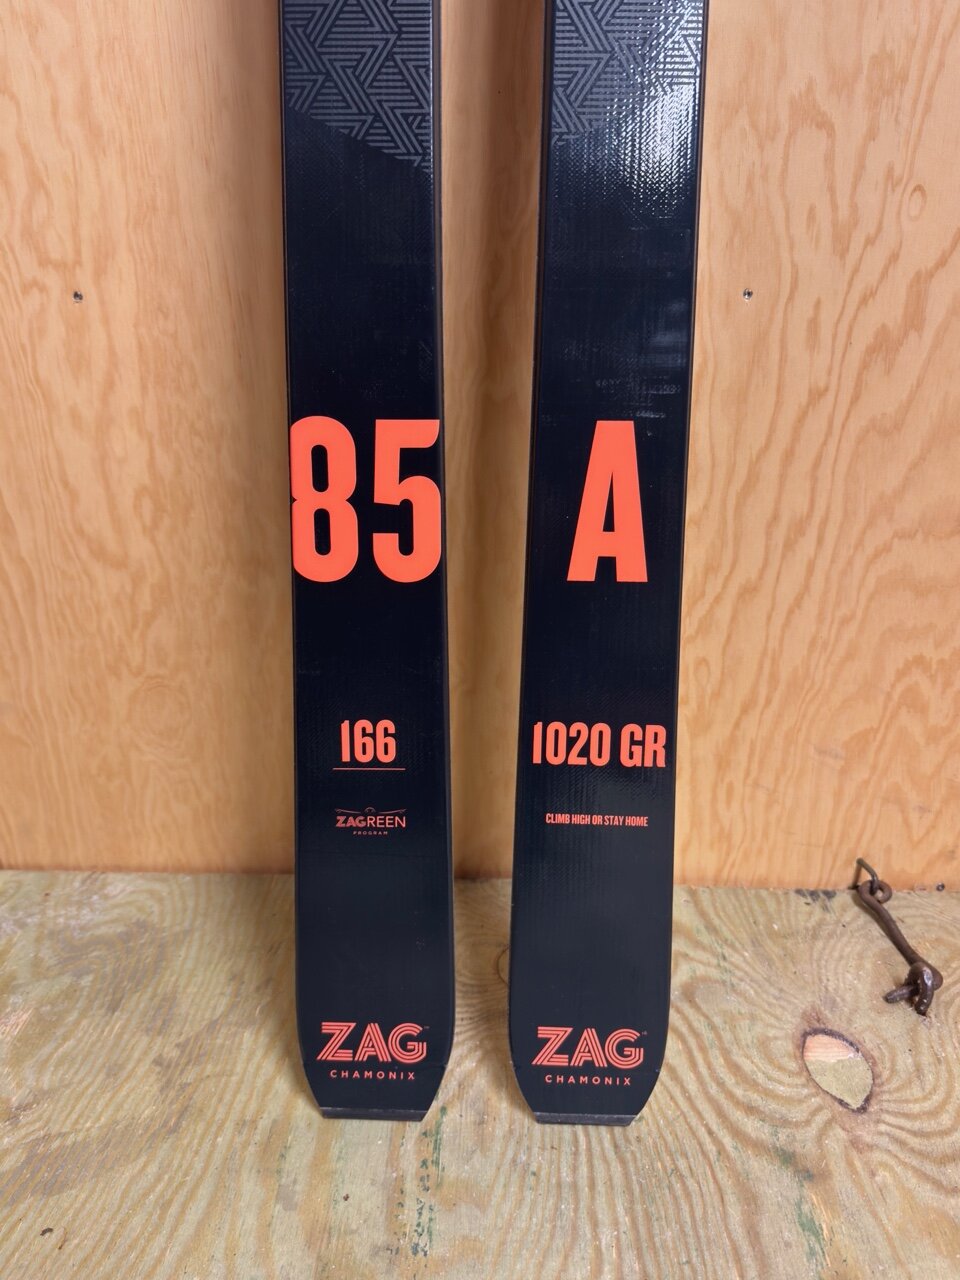 85
166
ZAGREEN
PROGRAM
ZAG
CHAMONIX
A
1020 GR
CLIMB HIGH OR STAY HOME
ZAG
CHAMONIX